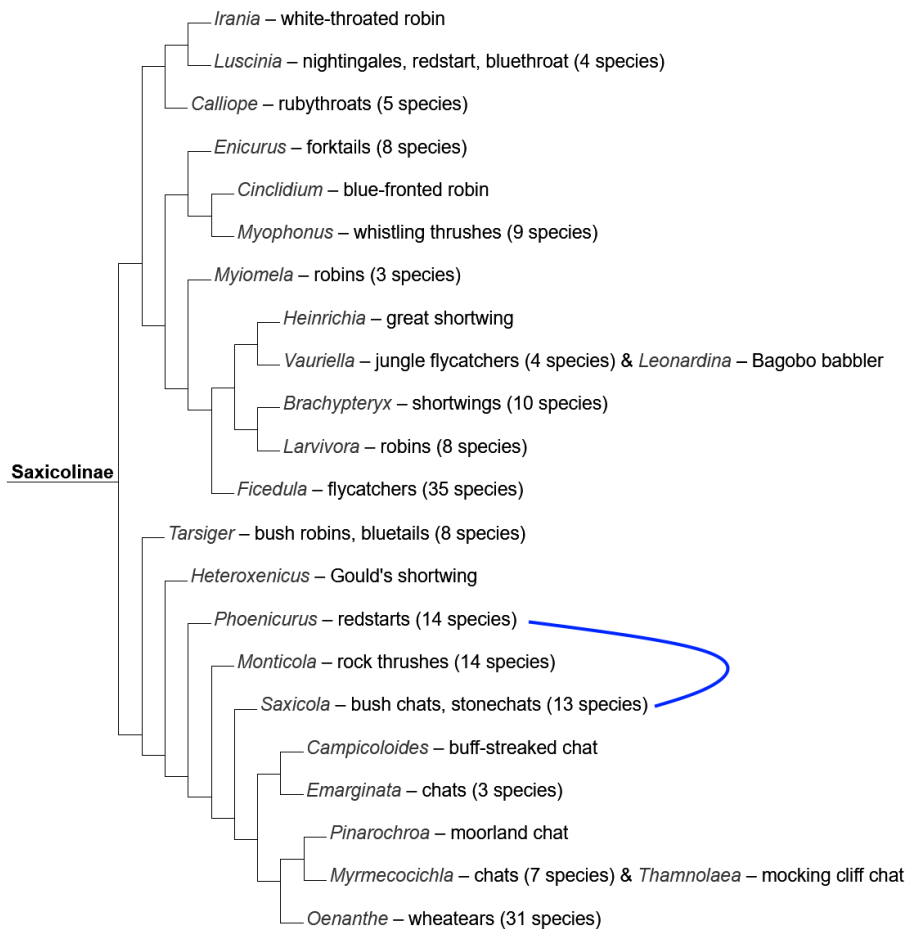 Irania – white-throated robin
Luscinia – nightingales, redstart, bluethroat (4 species)
Calliope – rubythroats (5 species)
Enicurus – forktails (8 species)
Cinclidium – blue-fronted robin
Myophonus – whistling thrushes (9 species)
Myiomela – robins (3 species)
Heinrichia – great shortwing
Vauriella – jungle flycatchers (4 species) & Leonardina – Bagobo babbler
Brachypteryx – shortwings (10 species)
Larvivora – robins (8 species)
Saxicolinae
Ficedula – flycatchers (35 species)
Tarsiger – bush robins, bluetails (8 species)
Heteroxenicus – Gould's shortwing
Phoenicurus – redstarts (14 species)
Monticola – rock thrushes (14 species)
Saxicola – bush chats, stonechats (13 species)
Campicoloides – buff-streaked chat
Emarginata – chats (3 species)
Pinarochroa – moorland chat
Myrmecocichla – chats (7 species) & Thamnolaea – mocking cliff chat
Oenanthe – wheatears (31 species)